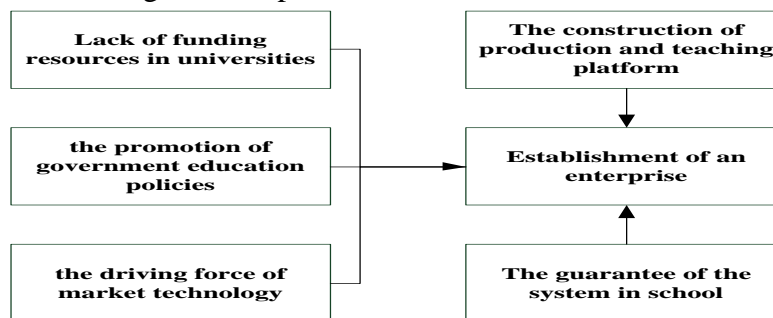 Lack of funding
resources in universities
The construction of
production and teaching
platform
the promotion of
government education
policies
Establishment of an
enterprise
the driving force of
market technology
The guarantee of the
system in school